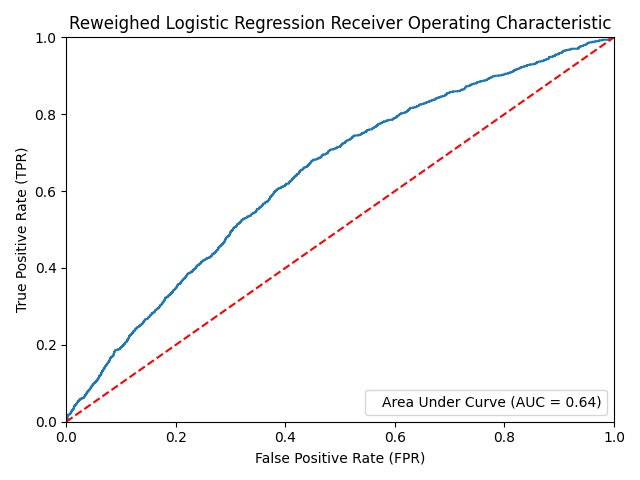 Reweighed Logistic Regression Receiver Operating Characteristic
1.0
0.8
0.6
0.4
0.2
0.0
True Positive Rate (TPR)
Area Under Curve (AUC = 0.64)
0.0 0.2 0.4 0.6 0.8 1.0
False Positive Rate (FPR)